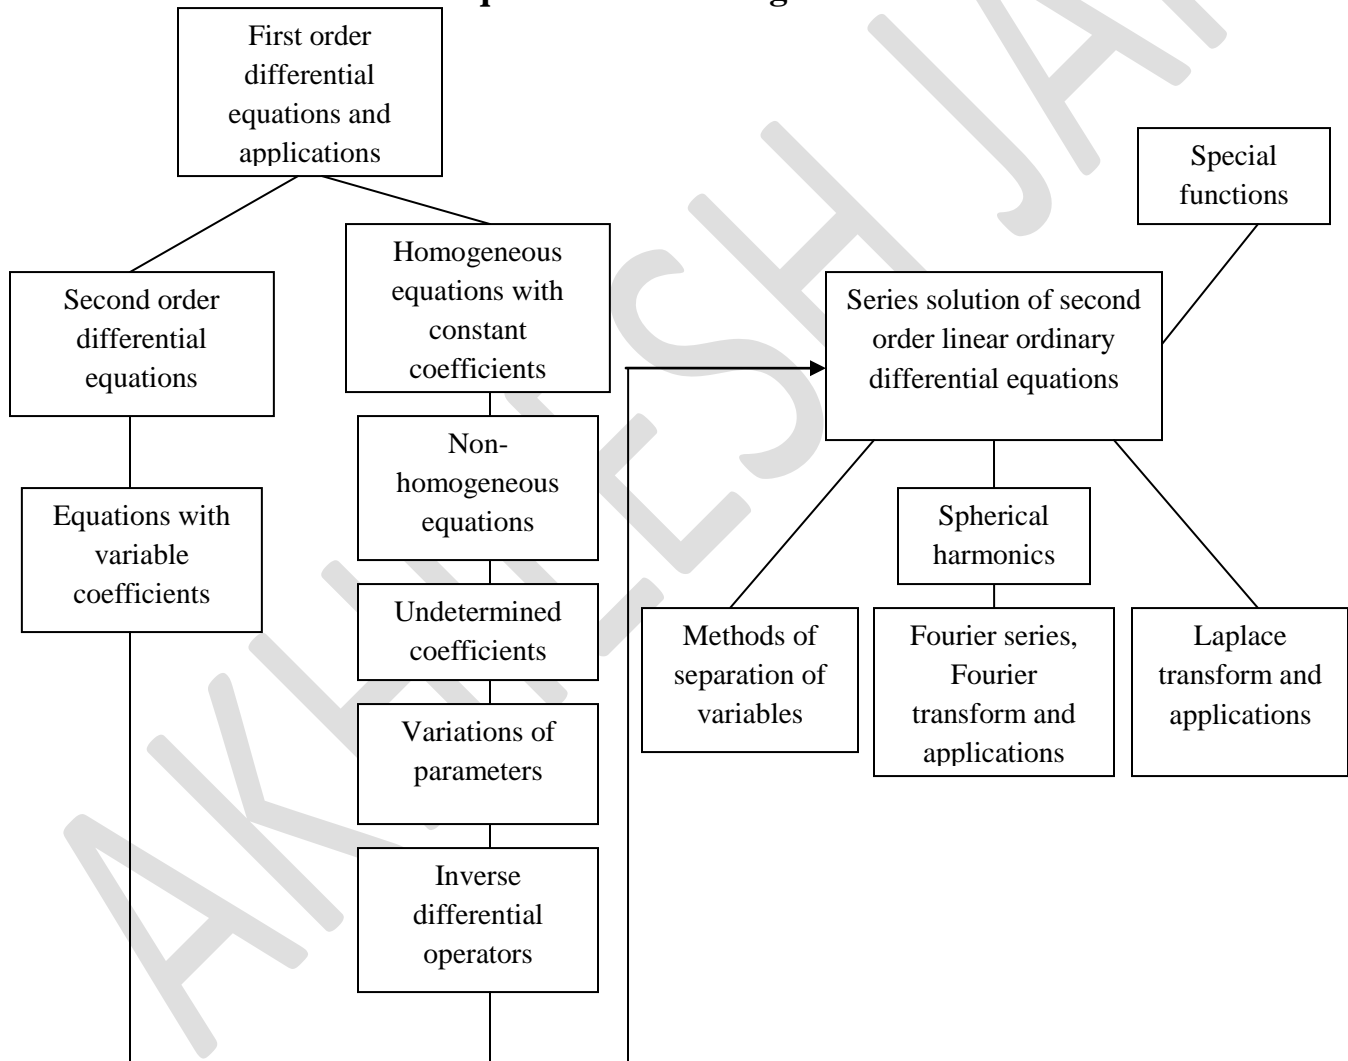 First order
differential
equations and
applications
Special
functions
Homogeneous
equations with
constant
coefficients
Second order
differential
equations
Series solution of second
order linear ordinary
differential equations
Non-
homogeneous
equations
Equations with
variable
coefficients
Spherical
harmonics
Undetermined
coefficients
Methods of
separation of
variables
Fourier series,
Fourier
transform and
applications
Laplace
transform and
applications
Variations of
parameters
Inverse
differential
operators
AKHLESH JA